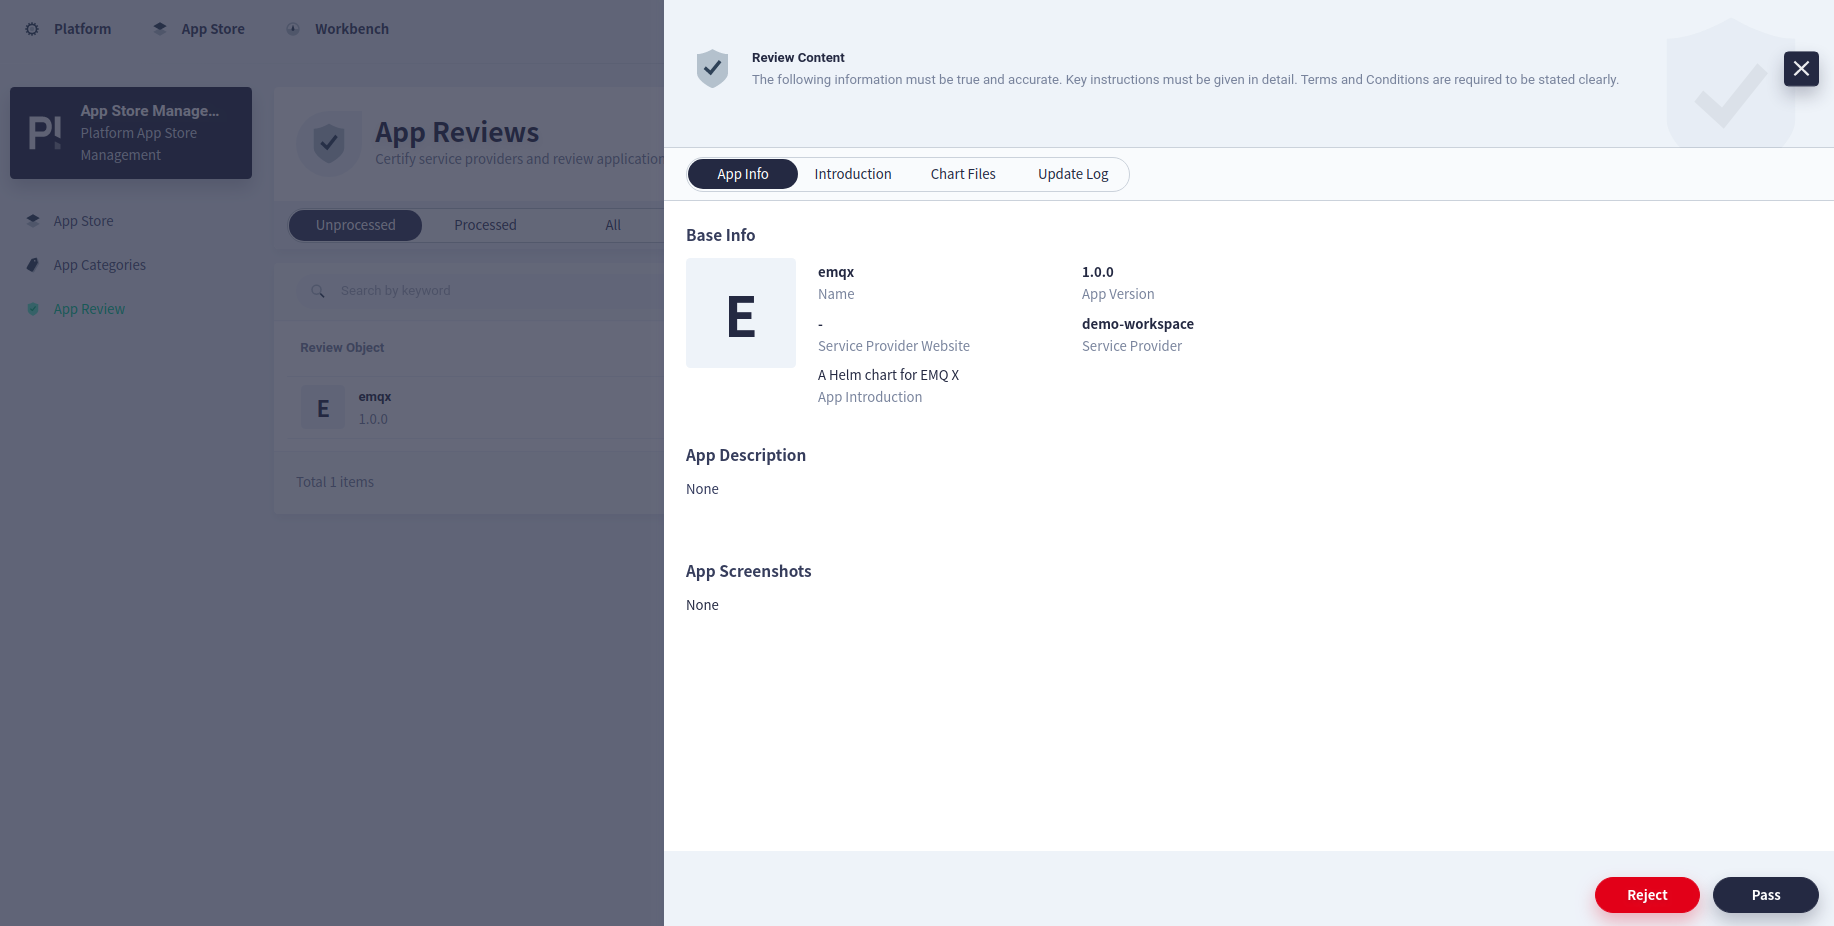 Platform
App Store
Workbench
App Store Manage...
Platform App Store
Management
App Store
App Categories
App Review
App Reviews
Certify service providers and review application
Unprocessed
Processed
All
Search by keyword
Review Object
E
emqx
1.0.0
Total 1 items
Review Content
The following information must be true and accurate. Key instructions must be given in detail. Terms and Conditions are required to be stated clearly.
App Info
Introduction
Chart Files
Update Log
Base Info
E
emqx
Name
1.0.0
App Version
-
Service Provider Website
demo-workspace
Service Provider
A Helm chart for EMQ X
App Introduction
App Description
None
App Screenshots
None
Reject
Pass